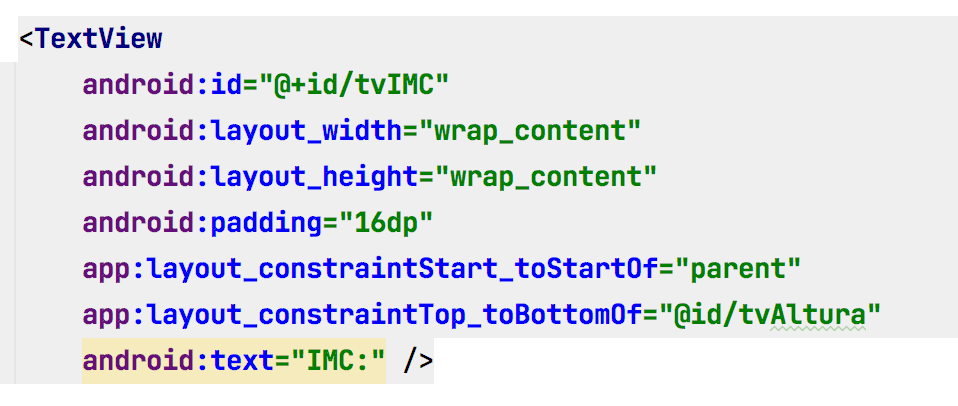 <TextView
android:id="@+id/tvIMC"
android:layout_width="wrap_content"
android:layout_height="wrap_content"
android:padding="16dp"
app:layout_constraintStart_toStartOf="parent"
app:layout_constraintTop_toBottomOf="@id/tvAltura"
android:text="IMC:" />